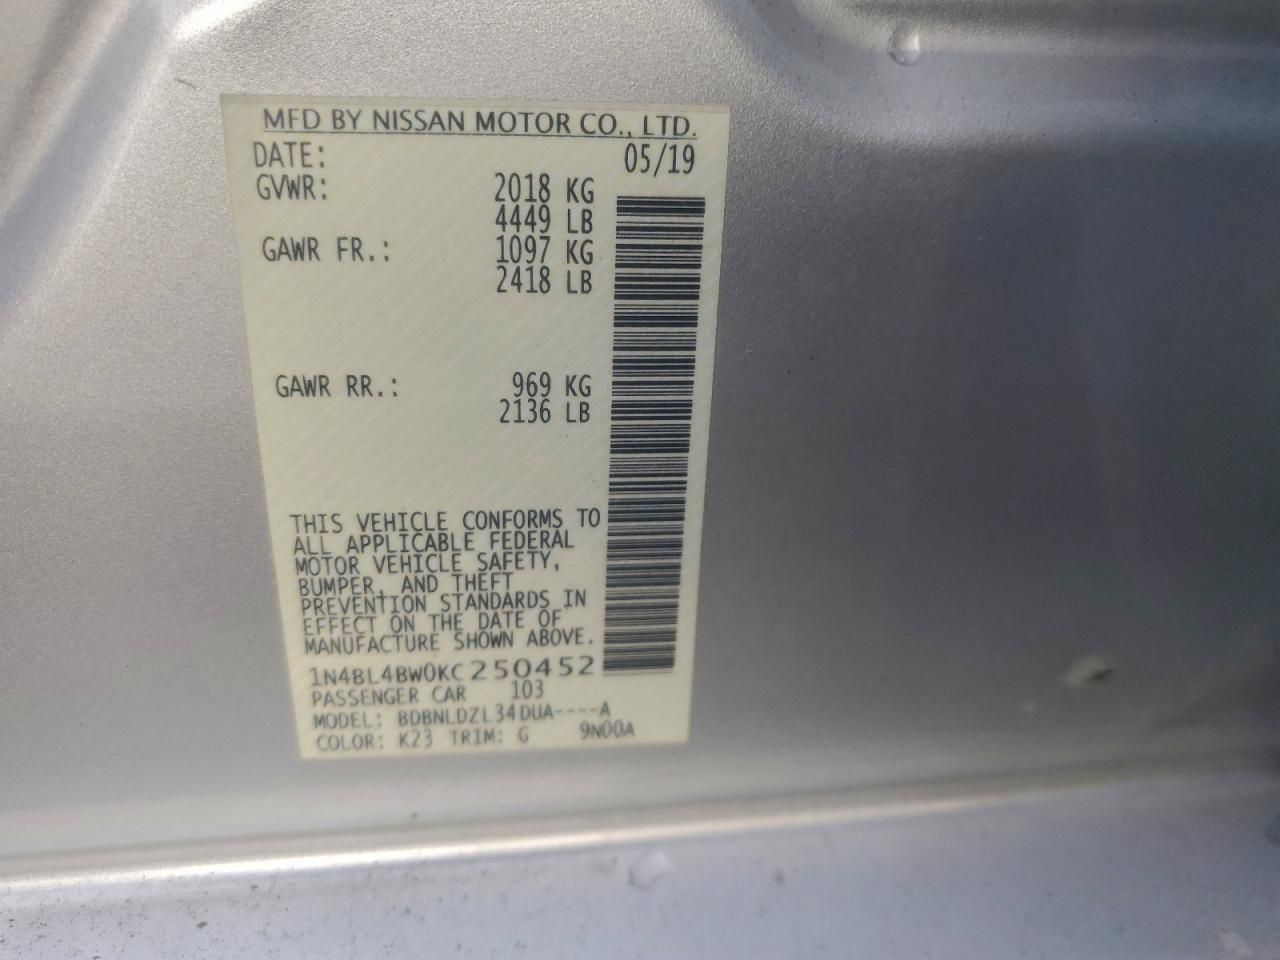 MFD BY NISSAN MOTOR CO., LTD.
DATE: 05/19
GVWR: 2018 KG
4449 LB
GAWR FR.: 1097 KG
2418 LB
GAWR RR.: 969 KG
2136 LB
THIS VEHICLE CONFORMS TO
ALL APPLICABLE FEDERAL
MOTOR VEHICLE SAFETY,
BUMPER, AND THEFT
PREVENTION STANDARDS IN
EFFECT ON THE DATE OF
MANUFACTURE SHOWN ABOVE.
1N4BL4BW0KC250452
PASSENGER CAR 103
MODEL: BDBNLDZL34DUA----A
COLOR: K23 TRIM: G 9N00A